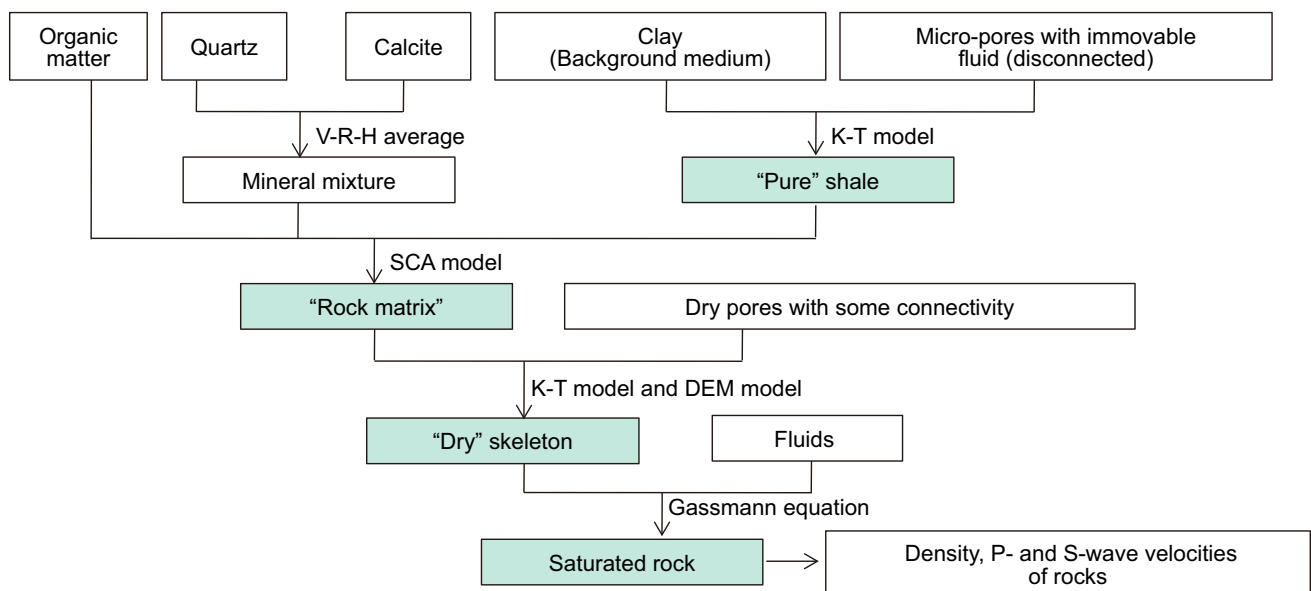 Organic
matter
Quartz
Calcite
Clay
(Background medium)
Micro-pores with immovable
fluid (disconnected)
V-R-H average
K-T model
Mineral mixture
“Pure” shale
SCA model
“Rock matrix”
Dry pores with some connectivity
K-T model and DEM model
“Dry” skeleton
Fluids
Gassmann equation
Saturated rock
Density, P- and S-wave velocities
of rocks